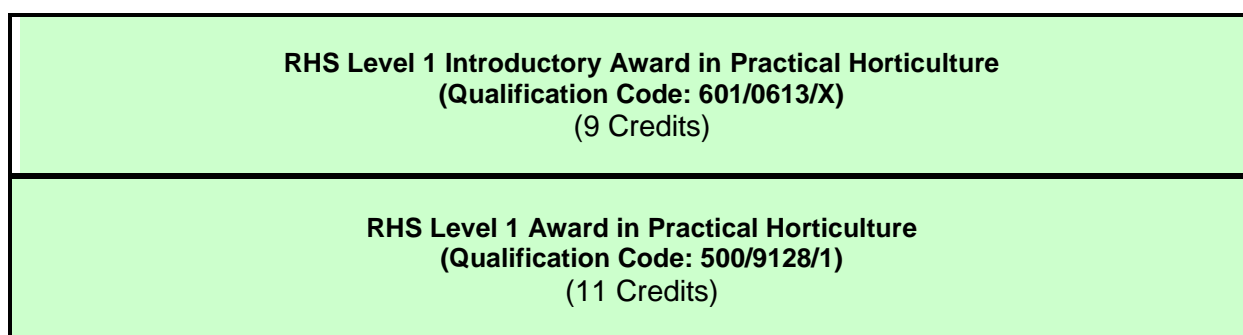 RHS Level 1 Introductory Award in Practical Horticulture
(Qualification Code: 601/0613/X)
(9 Credits)
RHS Level 1 Award in Practical Horticulture
(Qualification Code: 500/9128/1)
(11 Credits)